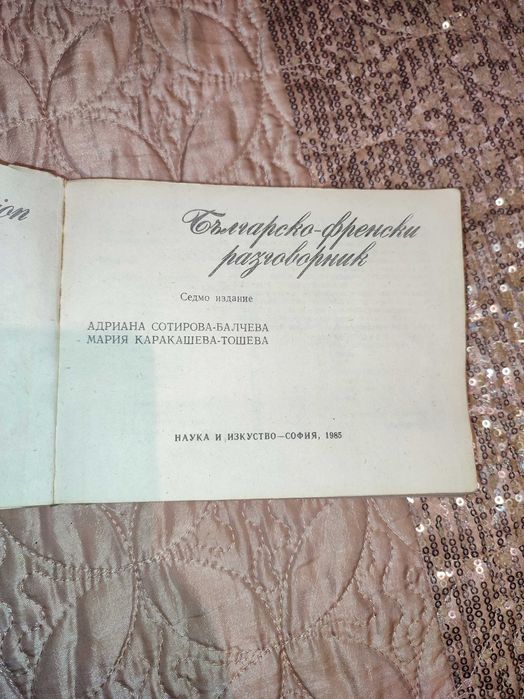 Българско-френски
разговорник
Седмо издание
АДРИАНА СОТИРОВА-БАЛЧЕВА
МАРИЯ КАРАКАШЕВА-ТОШЕВА
НАУКА И ИЗКУСТВО—СОФИЯ, 1985